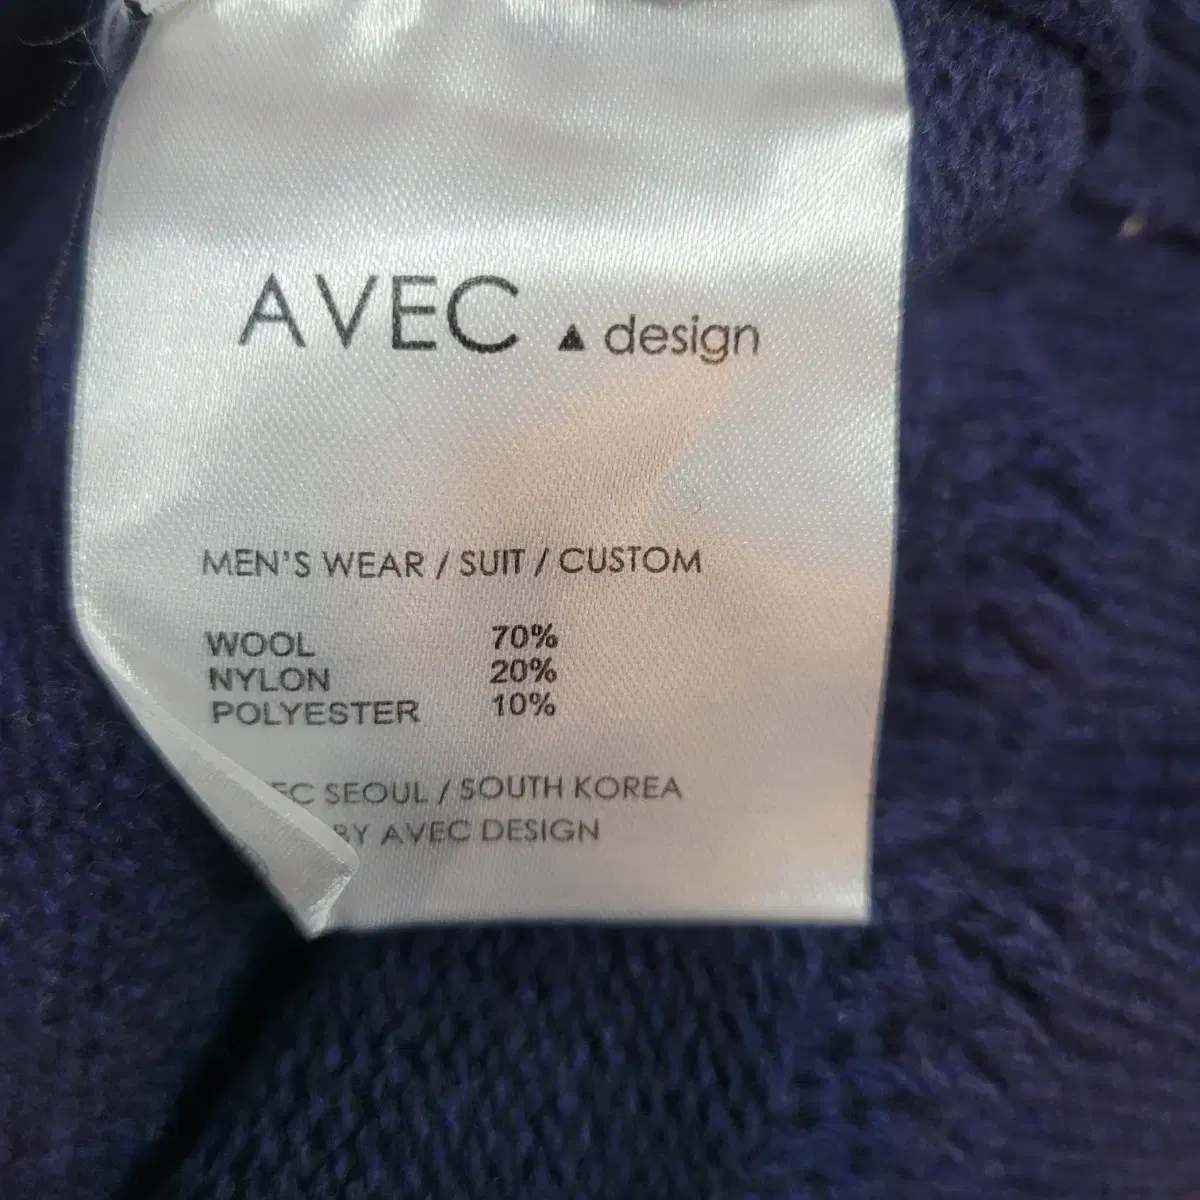 AVEC ▲ design
MEN'S WEAR / SUIT / CUSTOM
WOOL 70%
NYLON 20%
POLYESTER 10%
SEOUL / SOUTH KOREA
BY AVEC DESIGN